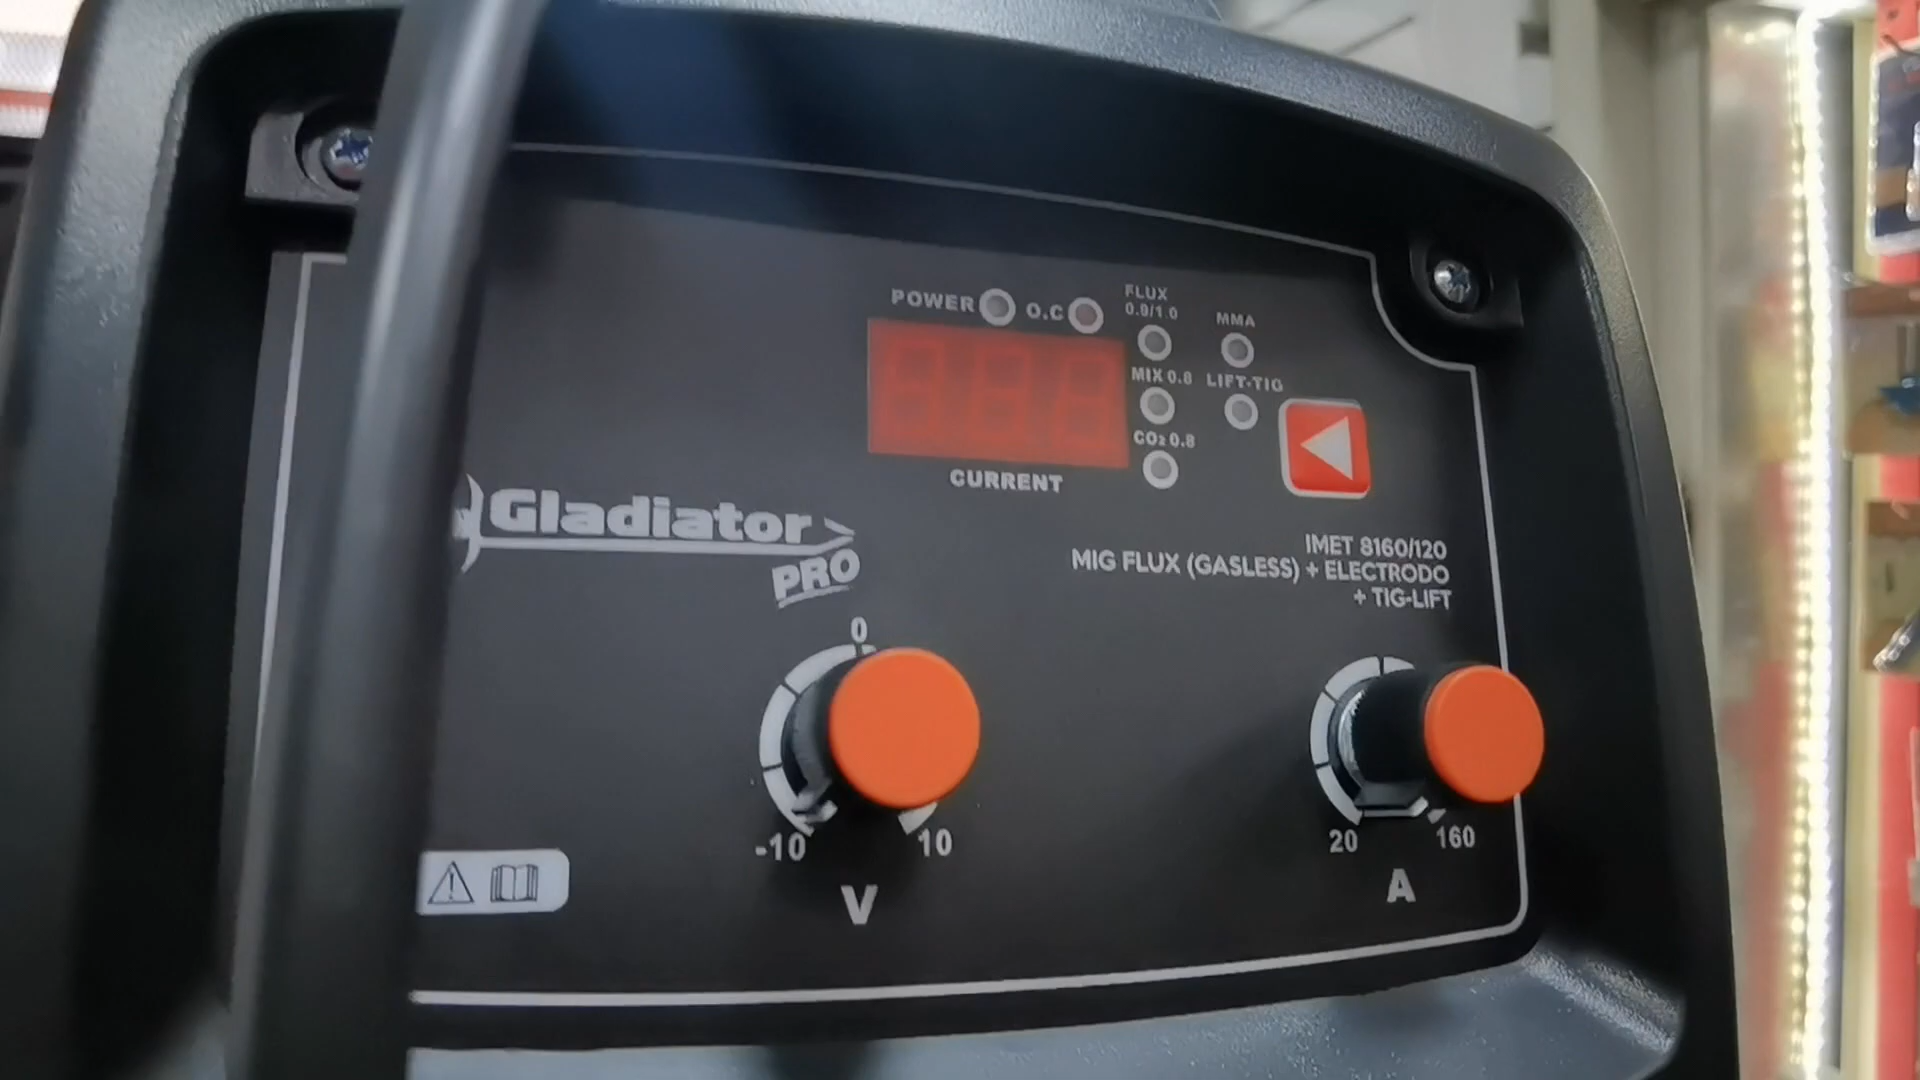 POWER O.C
FLUX
0.9/1.0
MMA
MIX 0.8
LIFT-TIG
CO₂ 0.8
CURRENT
Gladiator
PRO
IMET 8160/120
MIG FLUX (GASLESS) + ELECTRODO
+ TIG-LIFT
0
-10
10
V
20
160
A